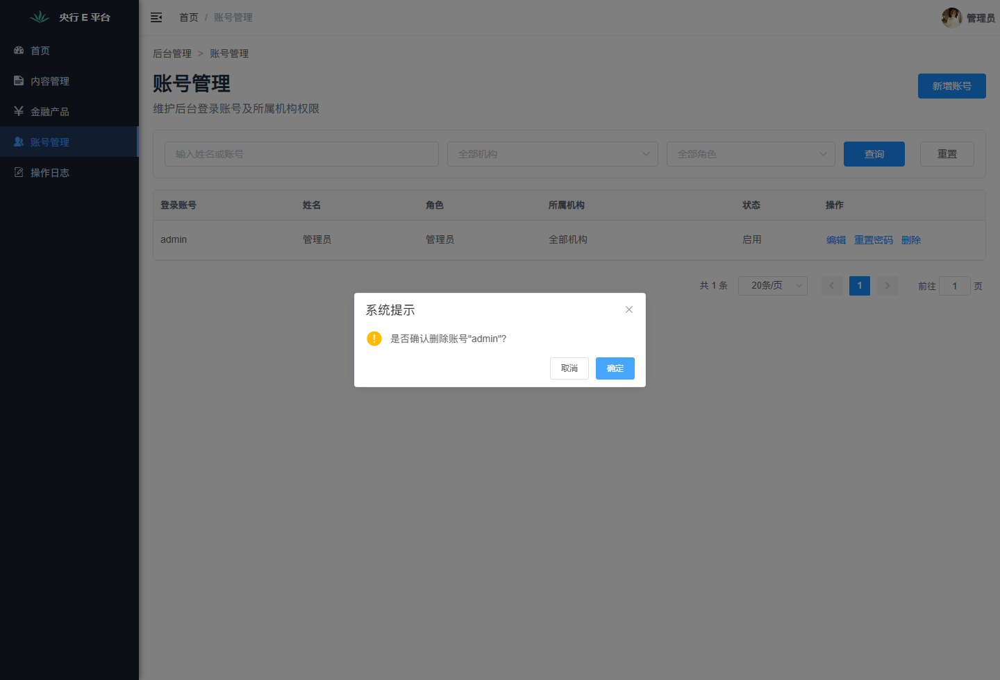 央行 E 平台
首页
内容管理
金融产品
账号管理
操作日志
首页 / 账号管理
管理员
后台管理 > 账号管理
账号管理
维护后台登录账号及所属机构权限
新增账号
输入姓名或账号
全部机构
全部角色
查询
重置
登录账号 姓名 角色 所属机构 状态 操作
admin 管理员 管理员 全部机构 启用 编辑 重置密码 删除
共 1 条 20条/页 1 前往 1 页
系统提示
是否确认删除账号"admin"?
取消
确定